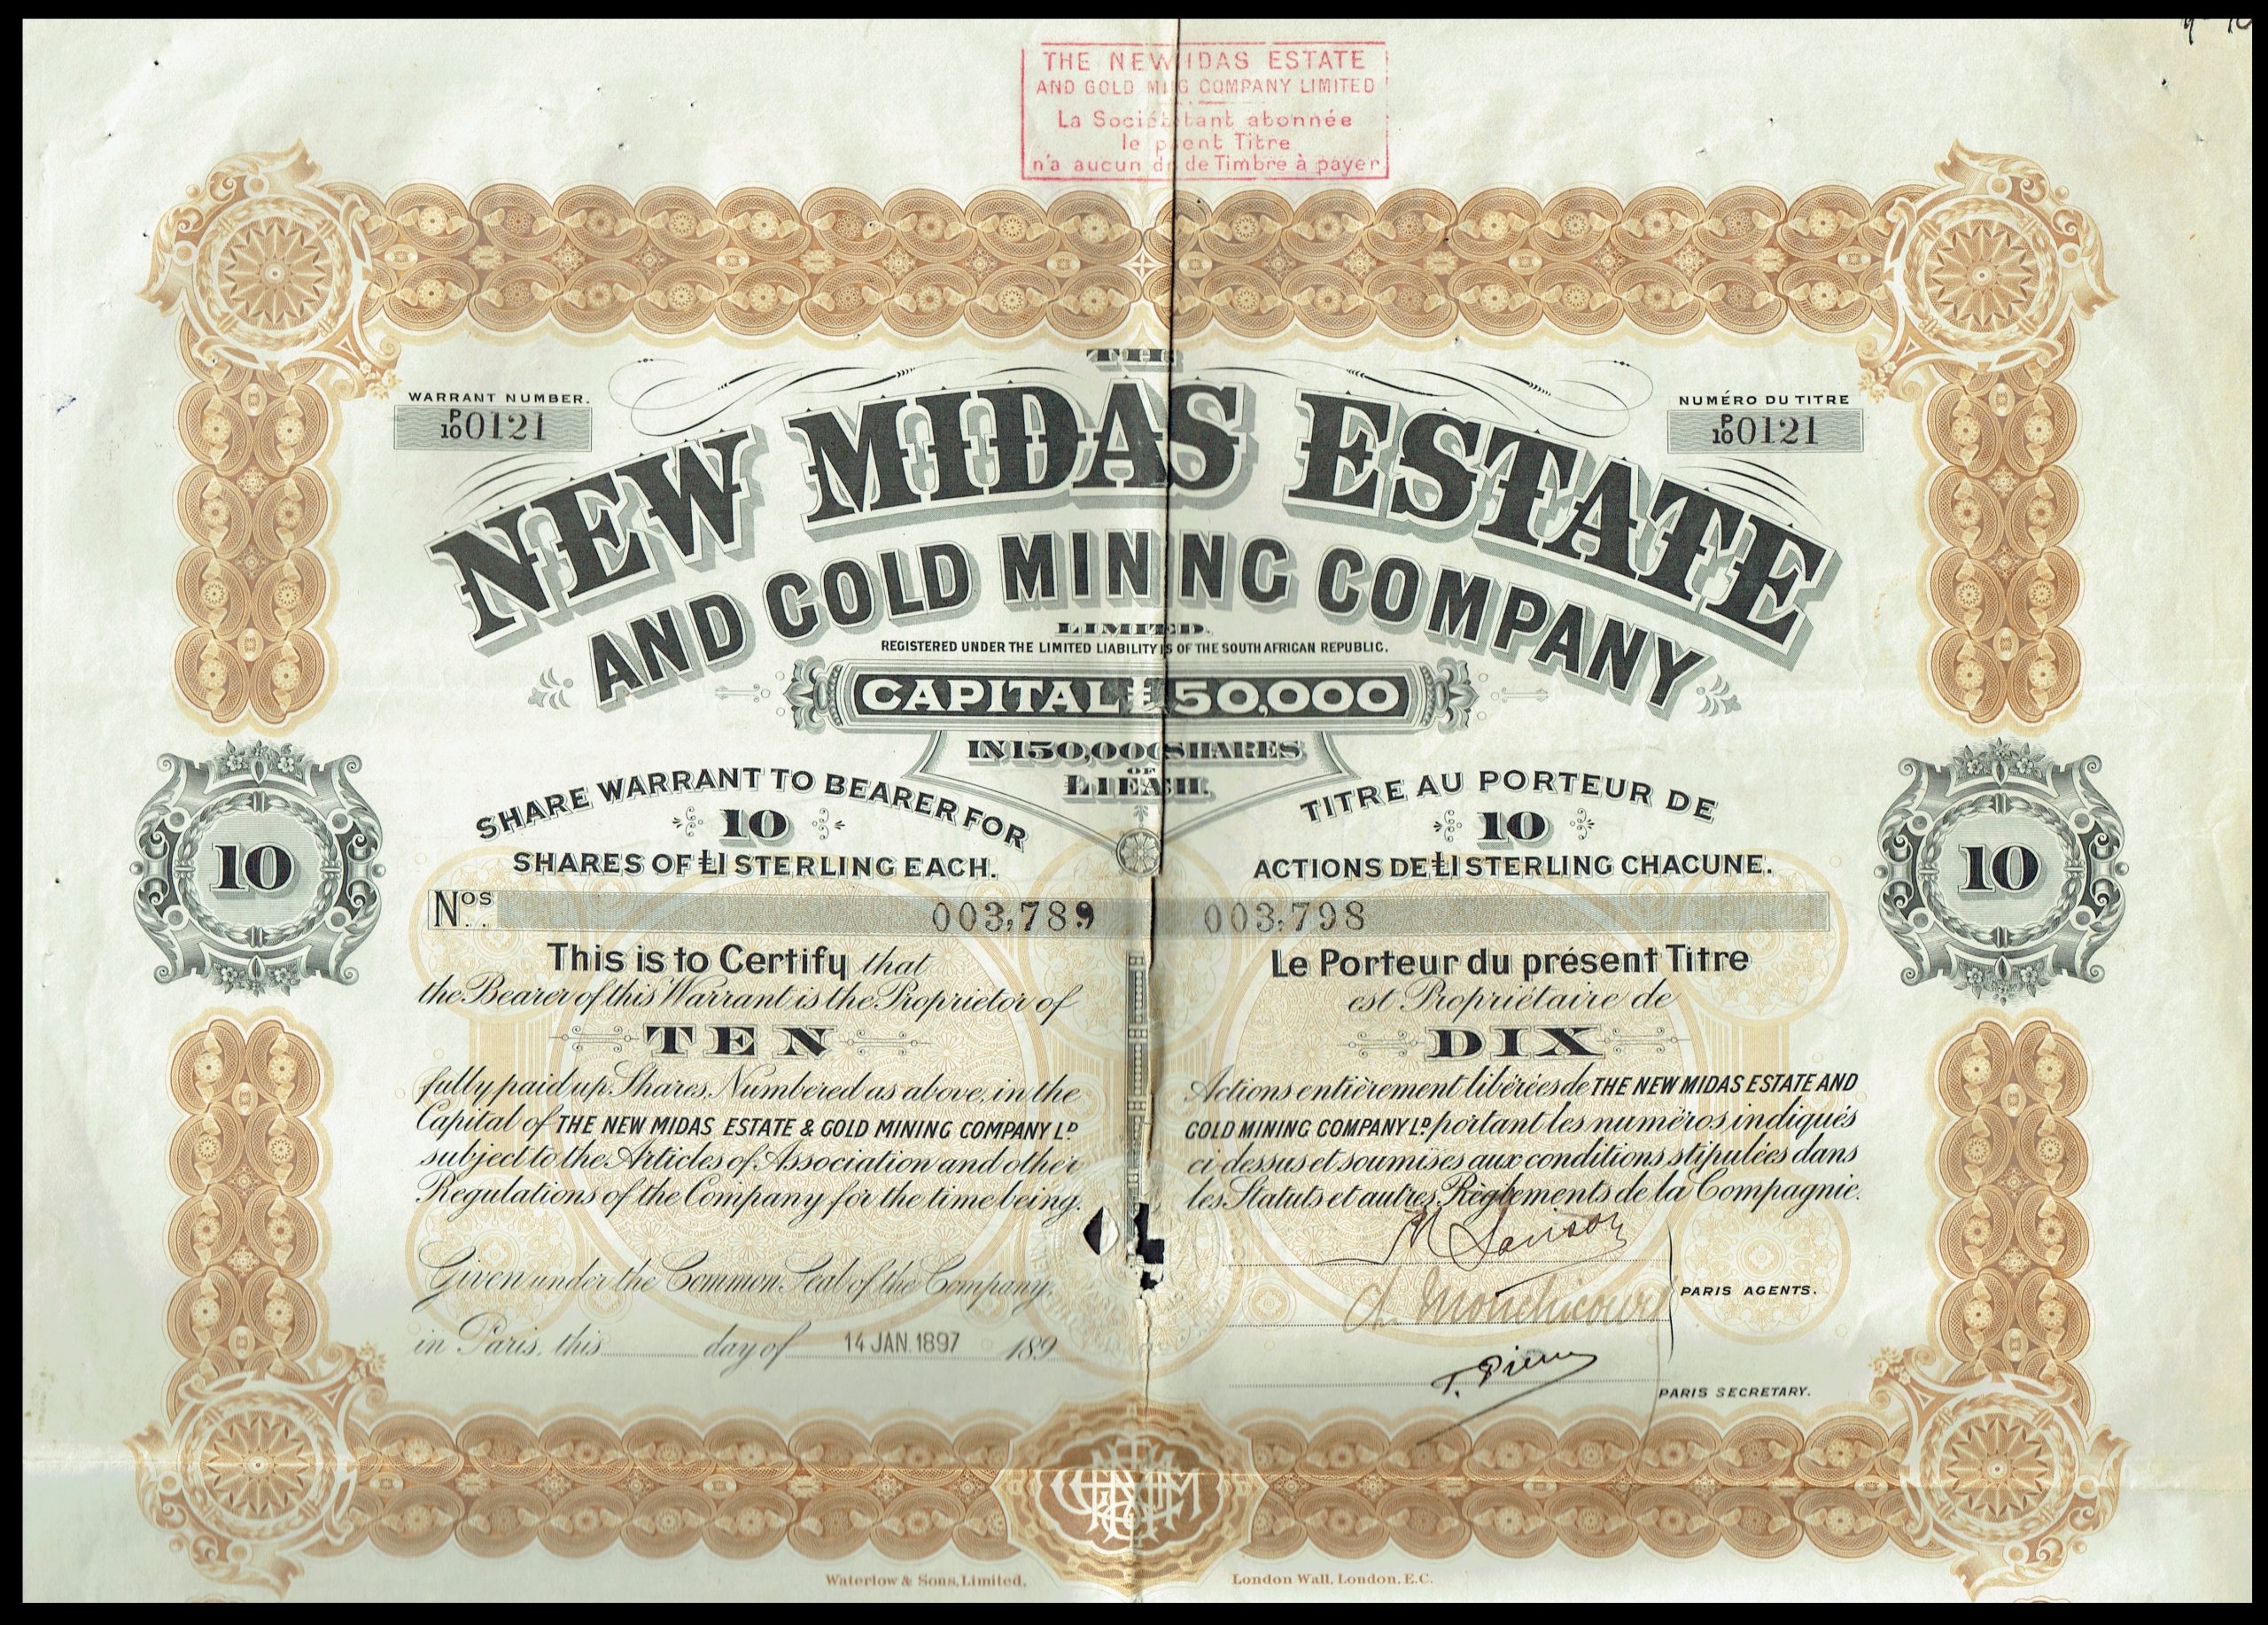 THE NEW IDAS ESTATE
AND GOLD COMPANY LIMITED
La abonnée
le Titre
n'a aucun de Timbre à payer
WARRANT NUMBER.
P/10 0121
NUMÉRO DU TITRE
P/10 0121
THE
NEW MIDAS ESTATE
AND GOLD MINING COMPANY
LIMITED.
REGISTERED UNDER THE LIMITED LIABILITY OF THE SOUTH AFRICAN REPUBLIC.
CAPITAL £ 50,000
IN 150,000 SHARES
OF
£1 EACH.
SHARE WARRANT TO BEARER FOR
10
SHARES OF £1 STERLING EACH.
TITRE AU PORTEUR DE
10
ACTIONS DE £1 STERLING CHACUNE.
10
10
Nos 003,789 003,798
This is to Certify that
the Bearer of this Warrant is the Proprietor of
TEN
fully paid up Shares, Numbered as above, in the
Capital of THE NEW MIDAS ESTATE & GOLD MINING COMPANY LD
subject to the Articles of Association and other
Regulations of the Company for the time being.
Given under the Common Seal of the Company,
in Paris, this day of 14 JAN. 1897 189
Le Porteur du présent Titre
est Propriétaire de
DIX
Actions entièrement libérées de THE NEW MIDAS ESTATE AND
GOLD MINING COMPANY LD portant les numéros indiqués
ci-dessus et soumises aux conditions stipulées dans
les Statuts et autres Règlements de la Compagnie.
PARIS AGENTS.
PARIS SECRETARY.
Waterlow & Sons, Limited, London Wall, London, E.C.